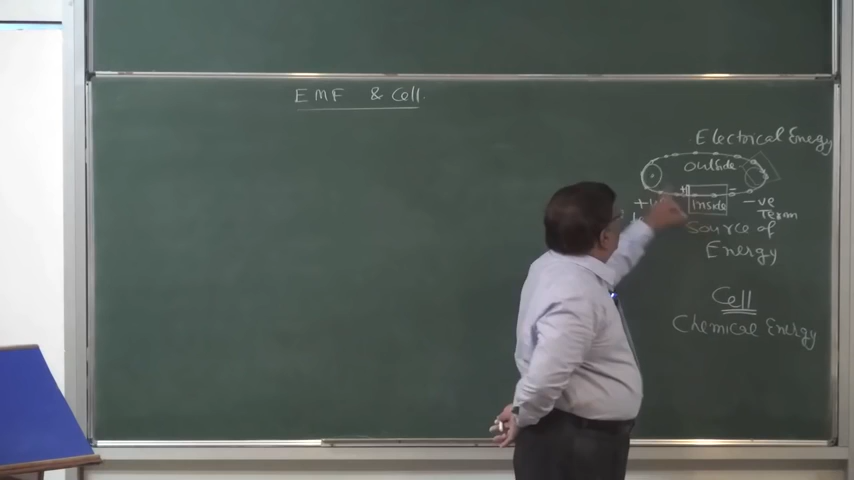 EMF & Cell.
Electrical Energy
outside
+ inside -
-ve
Term
Source of
Energy
Cell
Chemical Energy